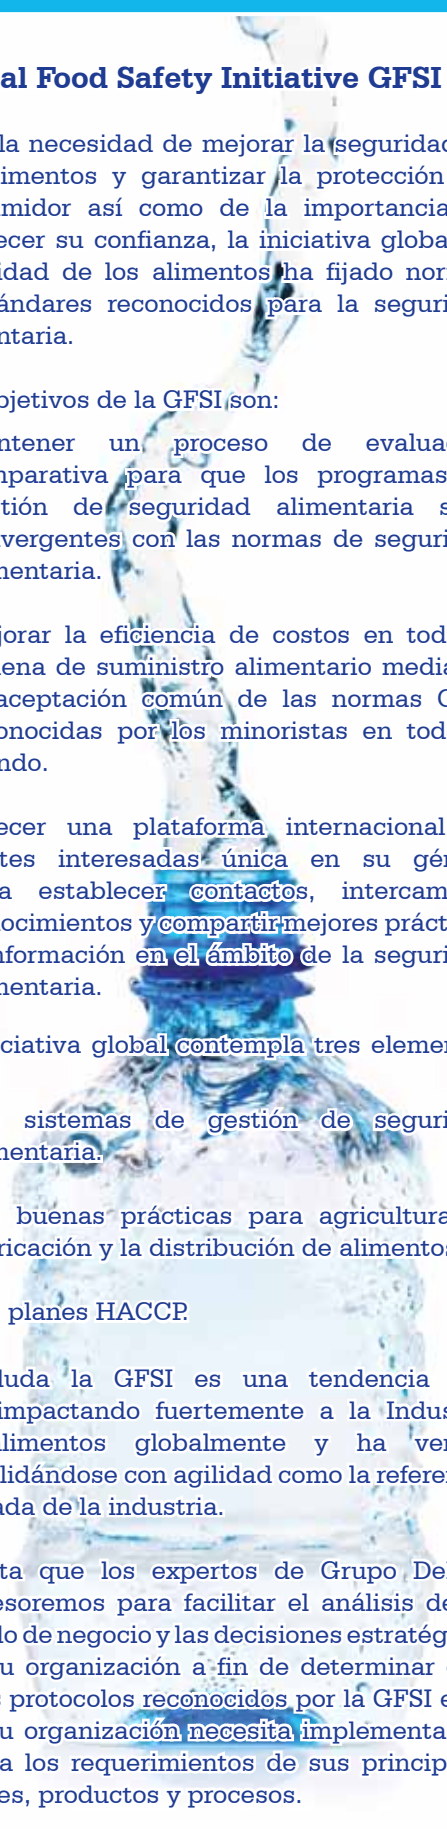 al Food Safety Initiative GFSI
la necesidad de mejorar la seguridad
imentos y garantizar la protección
midor así como de la importancia
ecer su confianza, la iniciativa globa
idad de los alimentos ha fijado nor
ándares reconocidos para la seguri
ntaria.
bjetivos de la GFSI son:
ntener un proceso de evalua
nparativa para que los programas
tión de seguridad alimentaria s
vergentes con las normas de seguri
nentaria.
jorar la eficiencia de costos en tod
lena de suministro alimentario media
aceptación común de las normas G
onocidas por los minoristas en tod
ndo.
ecer una plataforma internacional
tes interesadas única en su gén
a establecer contactos, intercam
nocimientos y compartir mejores práct
nformación en el ámbito de la seguri
nentaria.
ciativa global contempla tres elemen
sistemas de gestión de seguri
mentaria.
buenas prácticas para agricultura
ricación y la distribución de alimentos
planes HACCP.
luda la GFSI es una tendencia
impactando fuertemente a la Indus
alimentos globalmente y ha ven
lidándose con agilidad como la referen
ada de la industria.
ta que los expertos de Grupo Del
esoremos para facilitar el análisis de
lo de negocio y las decisiones estratég
u organización a fin de determinar
s protocolos reconocidos por la GFSI e
u organización necesita implementa
a los requerimientos de sus princip
es, productos y procesos.